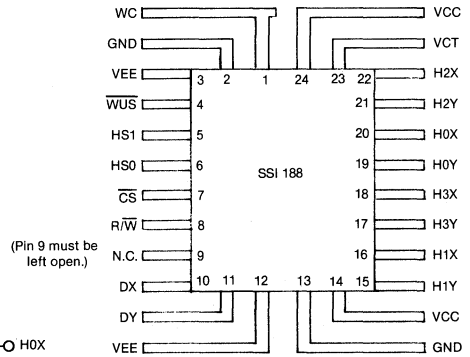 WC
VCC
GND
VCT
VEE 3 2 1 24 23 22 H2X
W̅U̅S̅ 4 21 H2Y
HS1 5 20 H0X
HS0 6 19 H0Y
SSI 188
C̅S̅ 7 18 H3X
R/W̅ 8 17 H3Y
(Pin 9 must be
left open.)
N.C. 9 16 H1X
DX 10 11 12 13 14 15 H1Y
DY
VCC
H0X
VEE
GND